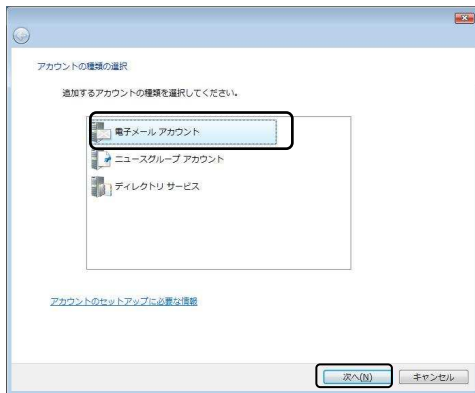 アカウントの種類の選択
追加するアカウントの種類を選択してください。
電子メール アカウント
ニュースグループ アカウント
ディレクトリ サービス
アカウントのセットアップに必要な情報
次へ(N) キャンセル